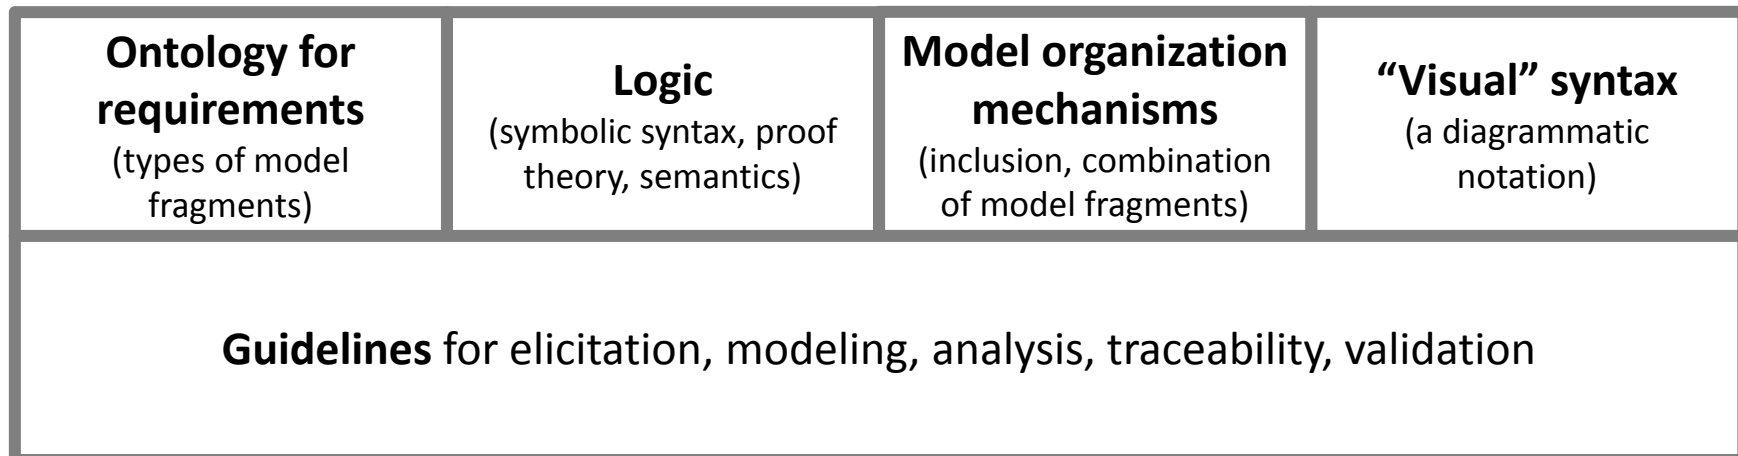 Ontology for
requirements
(types of model
fragments)
Logic
(symbolic syntax, proof
theory, semantics)
Model organization
mechanisms
(inclusion, combination
of model fragments)
“Visual” syntax
(a diagrammatic
notation)
Guidelines for elicitation, modeling, analysis, traceability, validation